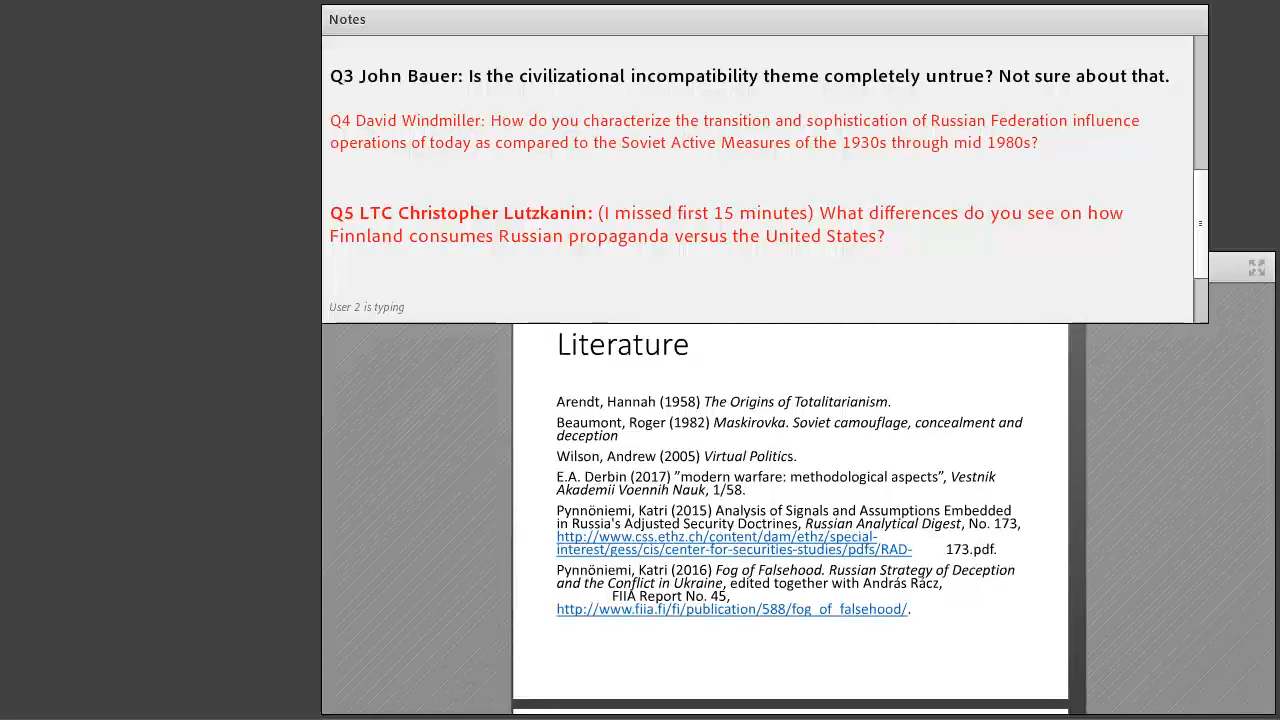 Notes
Q3 John Bauer: Is the civilizational incompatibility theme completely untrue? Not sure about that.
Q4 David Windmiller: How do you characterize the transition and sophistication of Russian Federation influence
operations of today as compared to the Soviet Active Measures of the 1930s through mid 1980s?
Q5 LTC Christopher Lutzkanin: (I missed first 15 minutes) What differences do you see on how
Finnland consumes Russian propaganda versus the United States?
User 2 is typing
Literature
Arendt, Hannah (1958) The Origins of Totalitarianism.
Beaumont, Roger (1982) Maskirovka. Soviet camouflage, concealment and
deception
Wilson, Andrew (2005) Virtual Politics.
E.A. Derbin (2017) ”modern warfare: methodological aspects”, Vestnik
Akademii Voennih Nauk, 1/58.
Pynnöniemi, Katri (2015) Analysis of Signals and Assumptions Embedded
in Russia's Adjusted Security Doctrines, Russian Analytical Digest, No. 173,
http://www.css.ethz.ch/content/dam/ethz/special-
interest/gess/cis/center-for-securities-studies/pdfs/RAD- 173.pdf.
Pynnöniemi, Katri (2016) Fog of Falsehood. Russian Strategy of Deception
and the Conflict in Ukraine, edited together with András Rácz,
FIIA Report No. 45,
http://www.fiia.fi/fi/publication/588/fog_of_falsehood/.